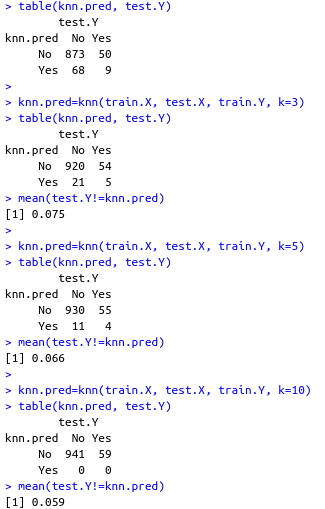 > table(knn.pred, test.Y)
        test.Y
knn.pred  No Yes
     No  873  50
     Yes  68   9
>
> knn.pred=knn(train.X, test.X, train.Y, k=3)
> table(knn.pred, test.Y)
        test.Y
knn.pred  No Yes
     No  920  54
     Yes  21   5
> mean(test.Y!=knn.pred)
[1] 0.075
>
> knn.pred=knn(train.X, test.X, train.Y, k=5)
> table(knn.pred, test.Y)
        test.Y
knn.pred  No Yes
     No  930  55
     Yes  11   4
> mean(test.Y!=knn.pred)
[1] 0.066
>
> knn.pred=knn(train.X, test.X, train.Y, k=10)
> table(knn.pred, test.Y)
        test.Y
knn.pred  No Yes
     No  941  59
     Yes   0   0
> mean(test.Y!=knn.pred)
[1] 0.059